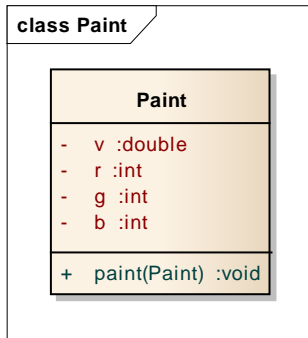 class Paint
Paint
- v :double
- r :int
- g :int
- b :int
+ paint(Paint) :void